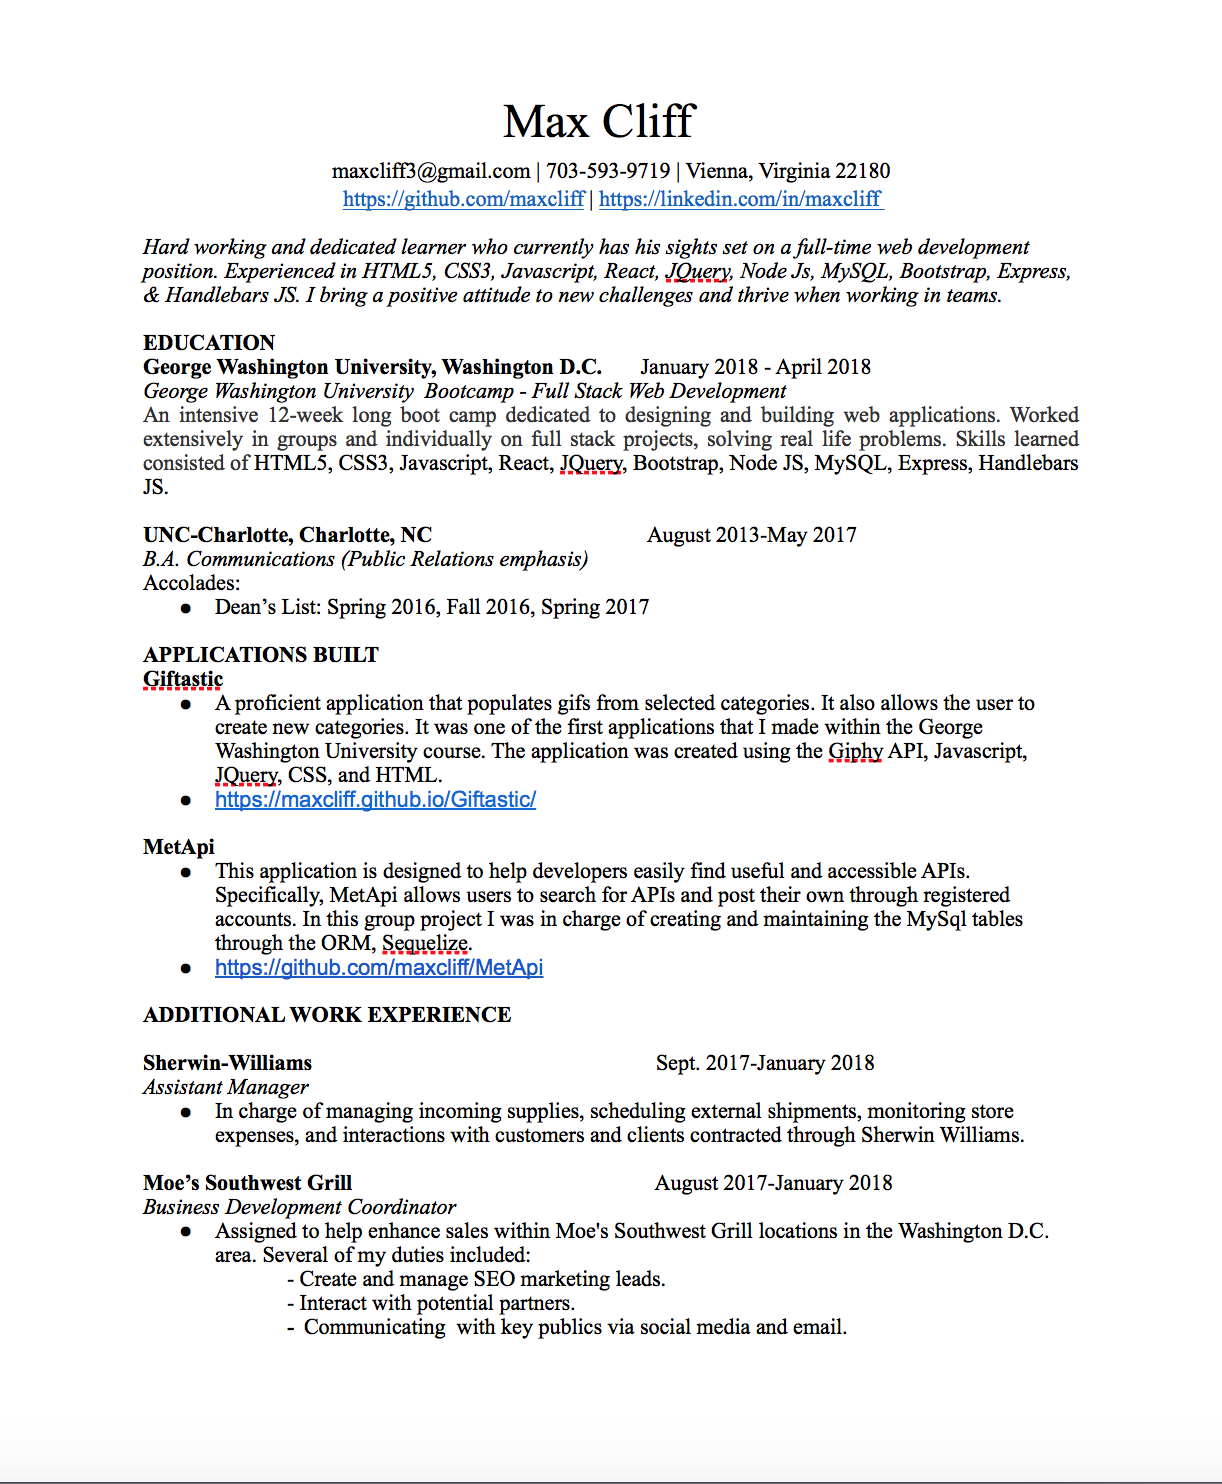 Max Cliff
maxcliff3@gmail.com | 703-593-9719 | Vienna, Virginia 22180
https://github.com/maxcliff | https://linkedin.com/in/maxcliff
Hard working and dedicated learner who currently has his sights set on a full-time web development
position. Experienced in HTML5, CSS3, Javascript, React, JQuery, Node Js, MySQL, Bootstrap, Express,
& Handlebars JS. I bring a positive attitude to new challenges and thrive when working in teams.
EDUCATION
George Washington University, Washington D.C. January 2018 - April 2018
George Washington University Bootcamp - Full Stack Web Development
An intensive 12-week long boot camp dedicated to designing and building web applications. Worked
extensively in groups and individually on full stack projects, solving real life problems. Skills learned
consisted of HTML5, CSS3, Javascript, React, JQuery, Bootstrap, Node JS, MySQL, Express, Handlebars
JS.
UNC-Charlotte, Charlotte, NC August 2013-May 2017
B.A. Communications (Public Relations emphasis)
Accolades:
● Dean’s List: Spring 2016, Fall 2016, Spring 2017
APPLICATIONS BUILT
Giftastic
● A proficient application that populates gifs from selected categories. It also allows the user to
create new categories. It was one of the first applications that I made within the George
Washington University course. The application was created using the Giphy API, Javascript,
JQuery, CSS, and HTML.
● https://maxcliff.github.io/Giftastic/
MetApi
● This application is designed to help developers easily find useful and accessible APIs.
Specifically, MetApi allows users to search for APIs and post their own through registered
accounts. In this group project I was in charge of creating and maintaining the MySql tables
through the ORM, Sequelize.
● https://github.com/maxcliff/MetApi
ADDITIONAL WORK EXPERIENCE
Sherwin-Williams Sept. 2017-January 2018
Assistant Manager
● In charge of managing incoming supplies, scheduling external shipments, monitoring store
expenses, and interactions with customers and clients contracted through Sherwin Williams.
Moe’s Southwest Grill August 2017-January 2018
Business Development Coordinator
● Assigned to help enhance sales within Moe's Southwest Grill locations in the Washington D.C.
area. Several of my duties included:
- Create and manage SEO marketing leads.
- Interact with potential partners.
- Communicating with key publics via social media and email.